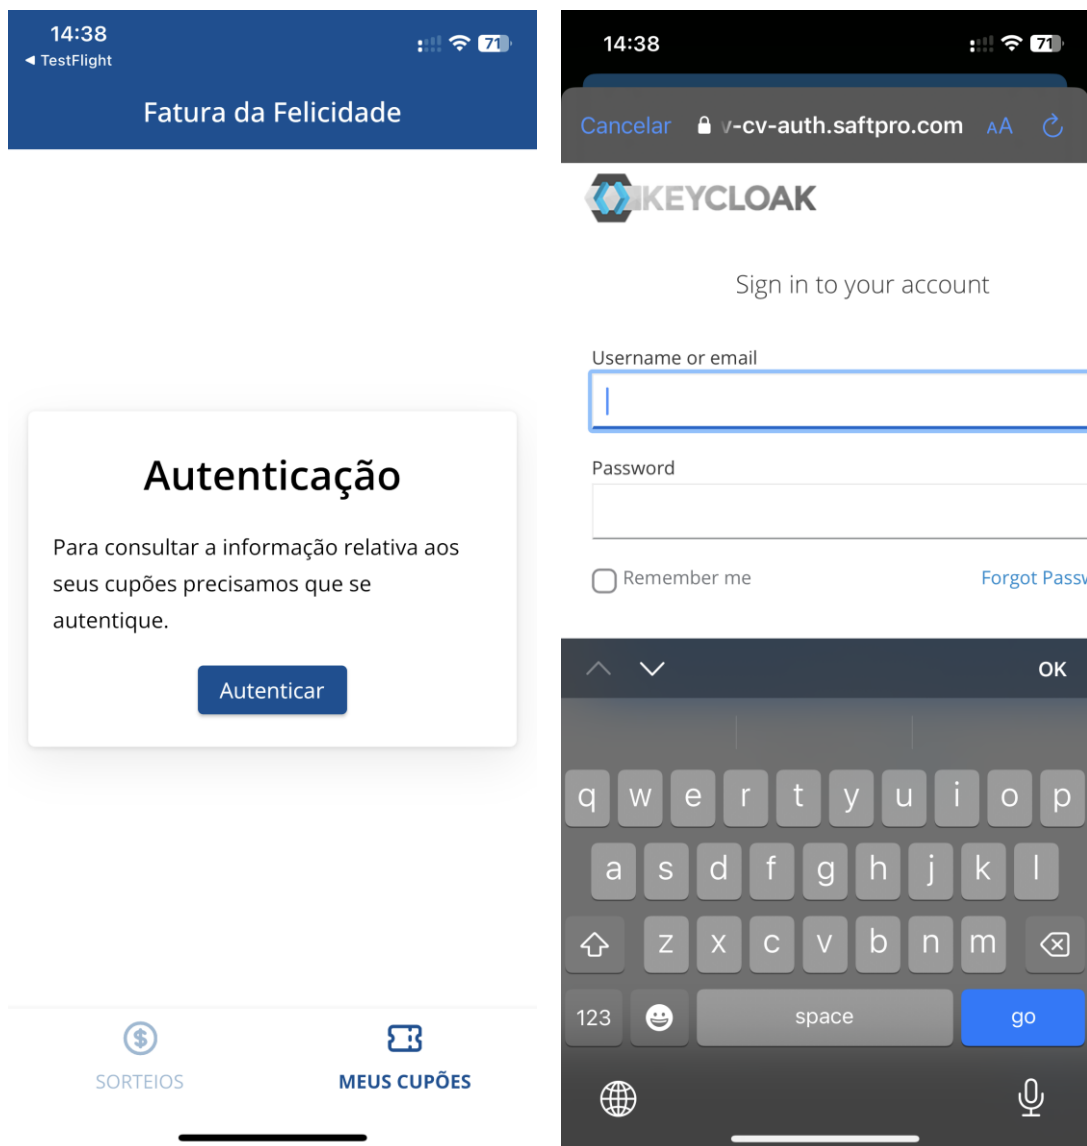 14:38
◄ TestFlight
71
Fatura da Felicidade
Autenticação
Para consultar a informação relativa aos
seus cupões precisamos que se
autentique.
Autenticar
SORTEIOS
MEUS CUPÕES
14:38
71
Cancelar
v-cv-auth.saftpro.com
AA
KEYCLOAK
Sign in to your account
Username or email
Password
Remember me
Forgot Passw
OK
q w e r t y u i o p
a s d f g h j k l
z x c v b n m
123
space
go